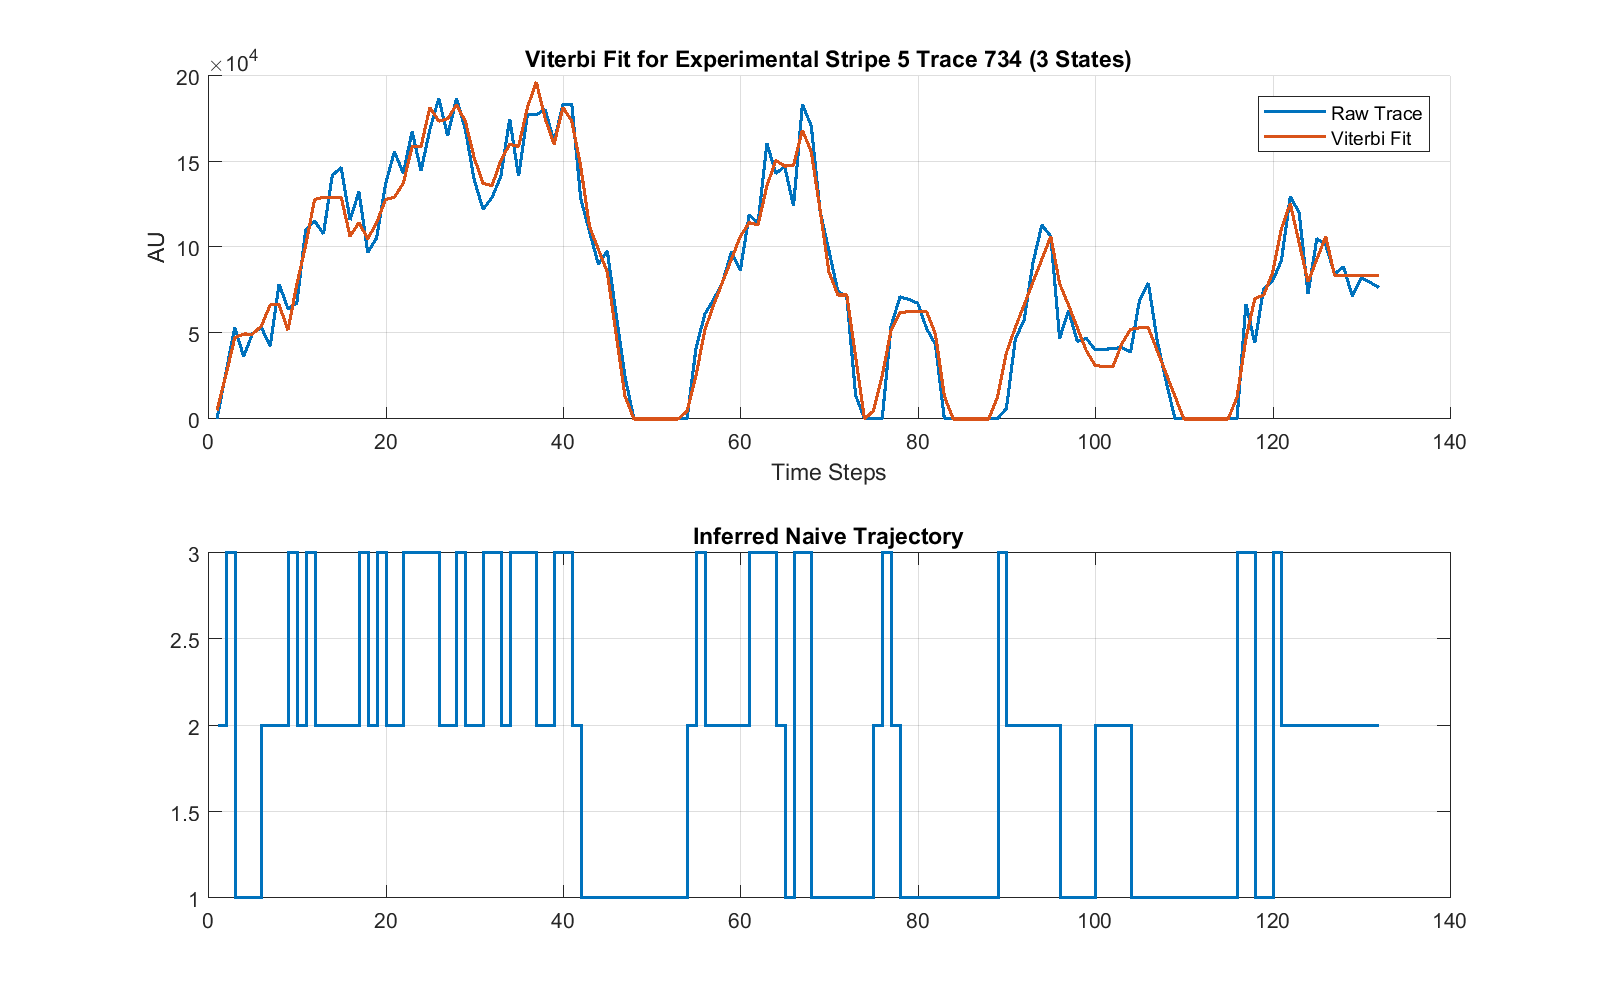 Viterbi Fit for Experimental Stripe 5 Trace 734 (3 States)
×10⁴
20
15
10
5
0
AU
Raw Trace
Viterbi Fit
0 20 40 60 80 100 120 140
Time Steps
Inferred Naive Trajectory
3
2.5
2
1.5
1
0 20 40 60 80 100 120 140